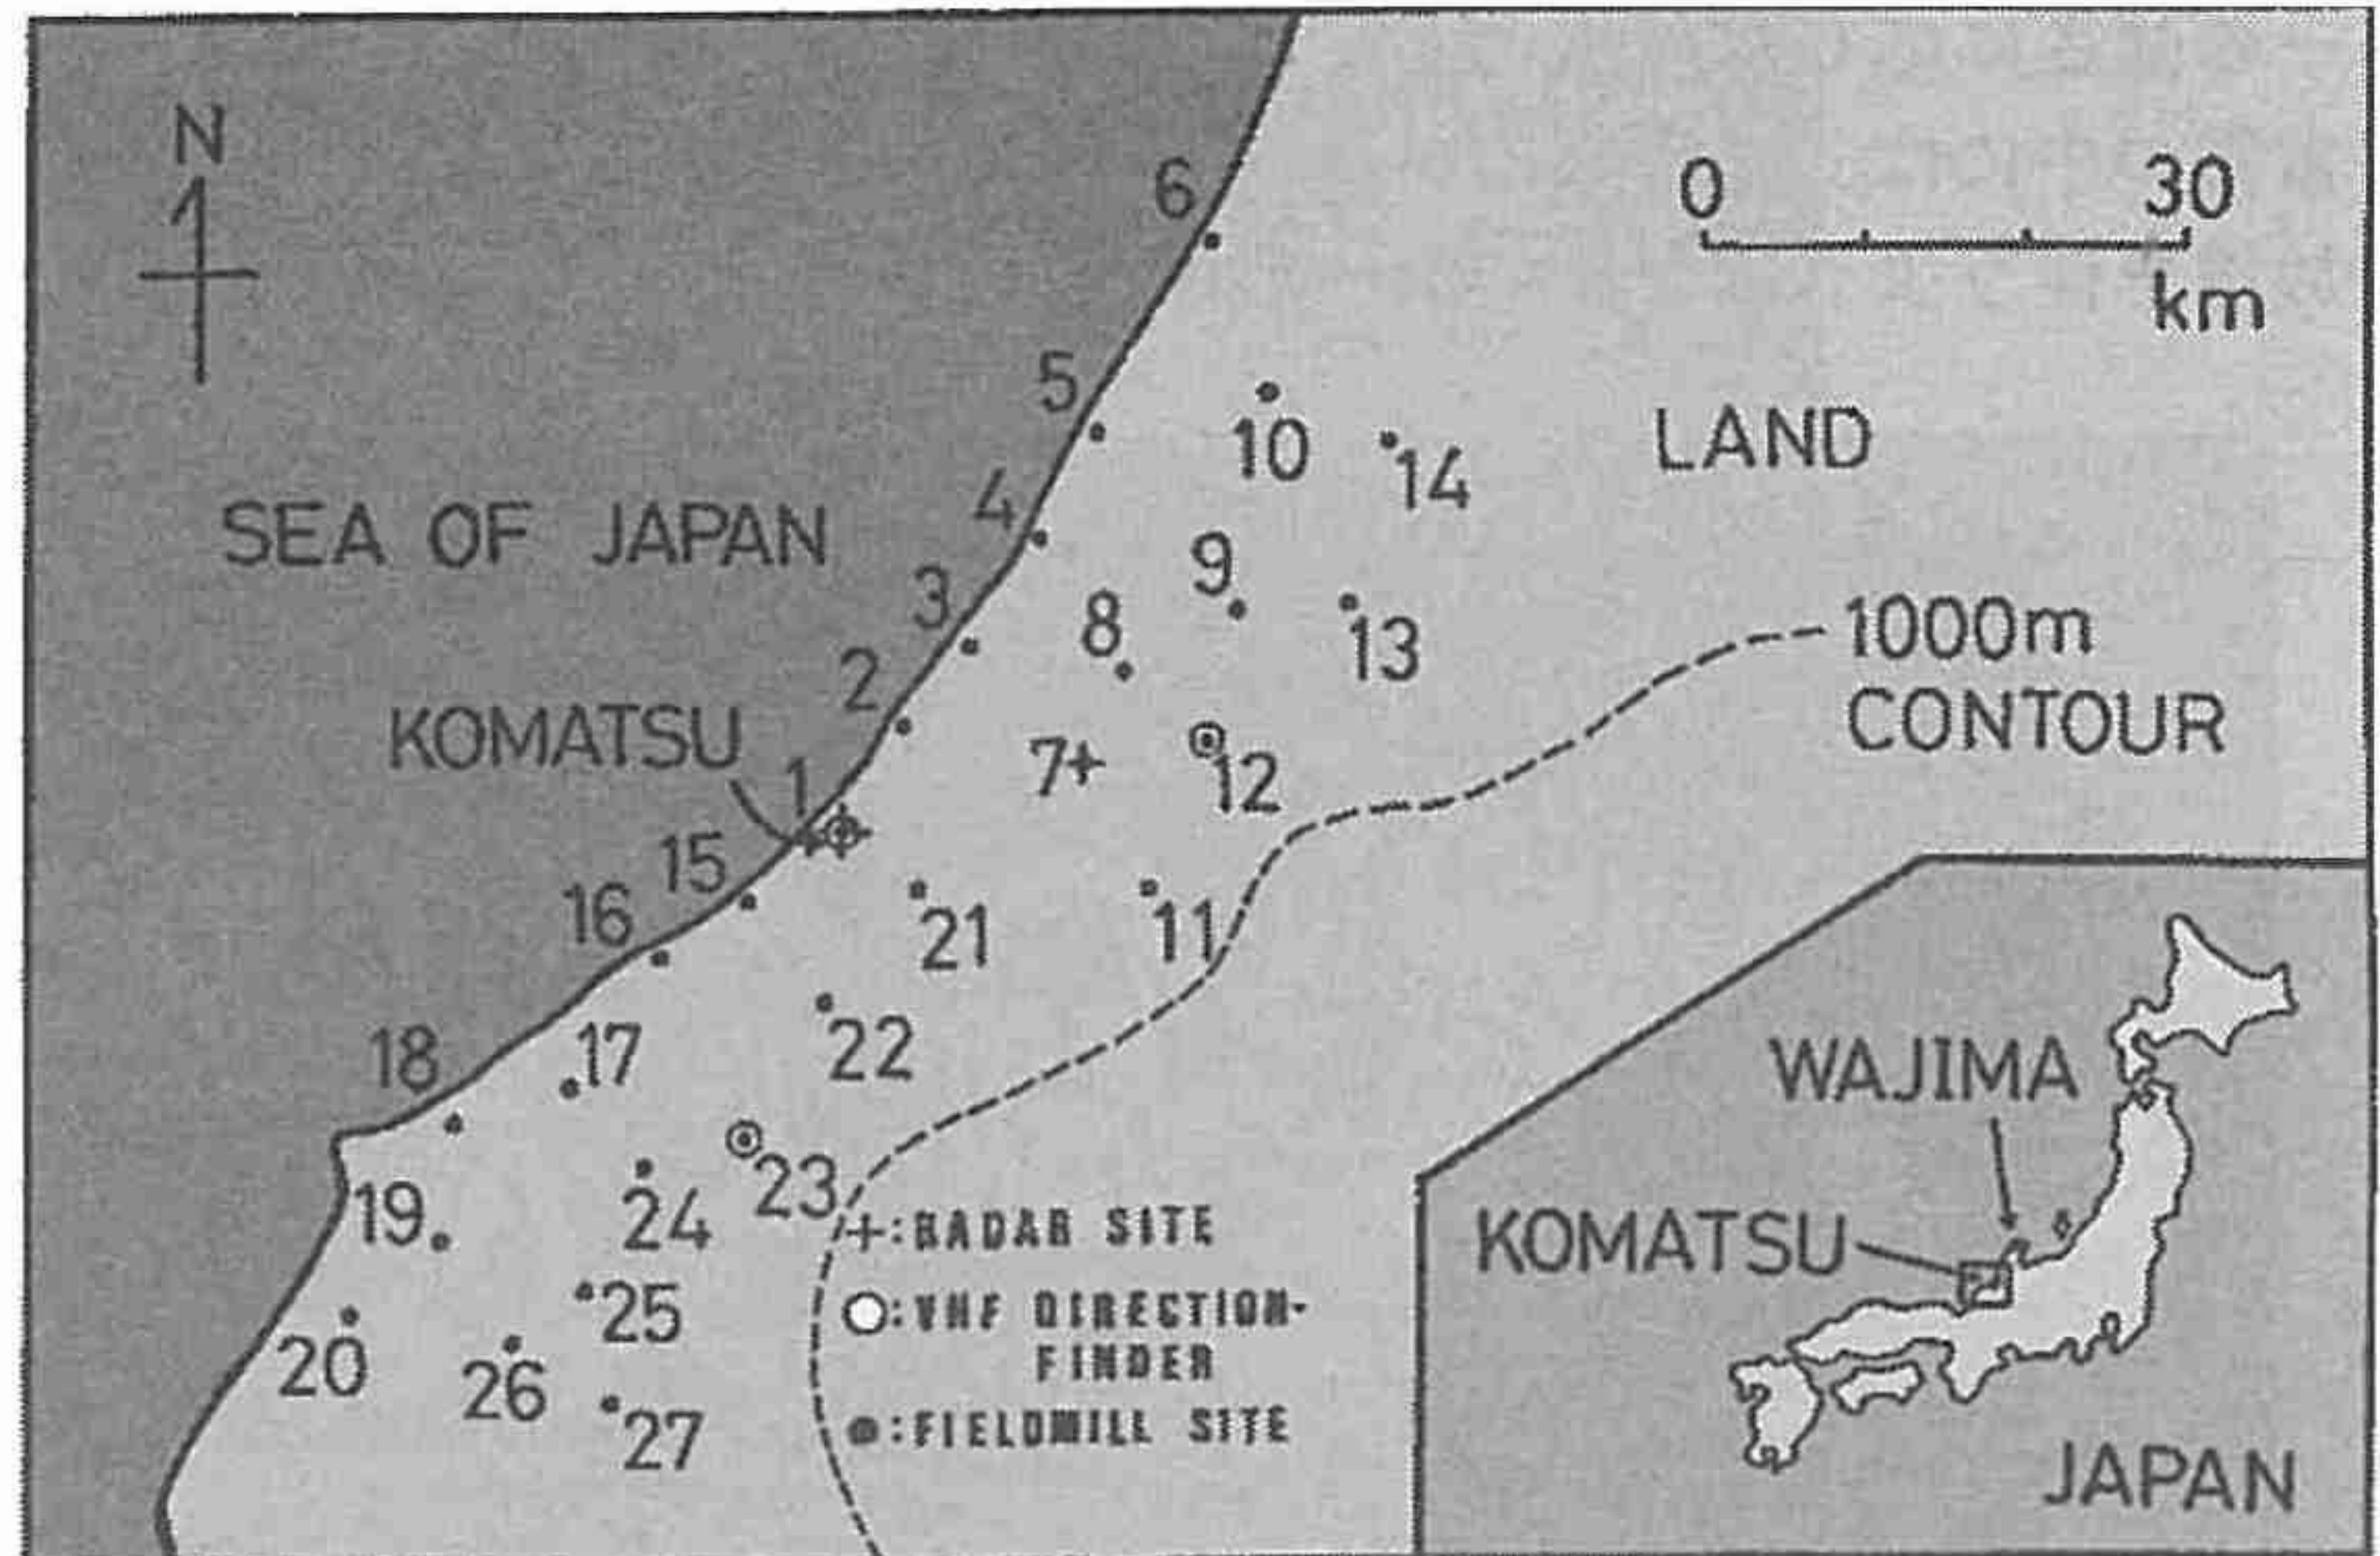 N
6
0 30
km
5
10
14
LAND
SEA OF JAPAN
4
9
3
8
13
1000m
CONTOUR
2
KOMATSU
7
12
1
15
16
21
11
22
18
17
WAJIMA
23
19
24
+:RADAR SITE
KOMATSU
25
O:VHF DIRECTION-
FINDER
20
26
●:FIELDMILL SITE
27
JAPAN